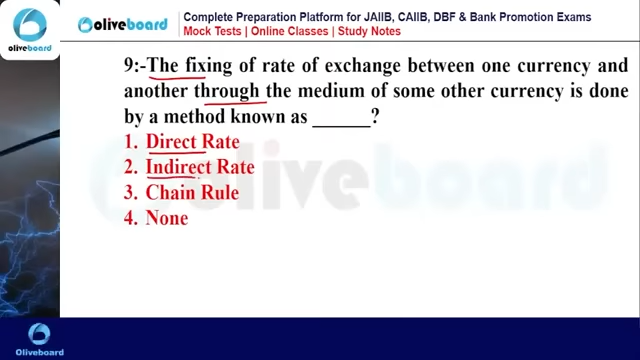 oliveboard
oliveboard
Complete Preparation Platform for JAIIB, CAIIB, DBF & Bank Promotion Exams
Mock Tests | Online Classes | Study Notes
9:-The fixing of rate of exchange between one currency and
another through the medium of some other currency is done
by a method known as ______?
1. Direct Rate
2. Indirect Rate
3. Chain Rule
4. None
oliveboard
Oliveboard